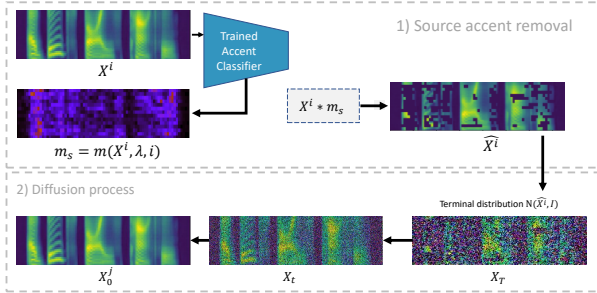 1) Source accent removal
Trained
Accent
Classifier
X^i
X^i * m_s
m_s = m(X^i, λ, i)
\widehat{X^i}
2) Diffusion process
Terminal distribution N(\widehat{X}^i, I)
X_0^j
X_t
X_T